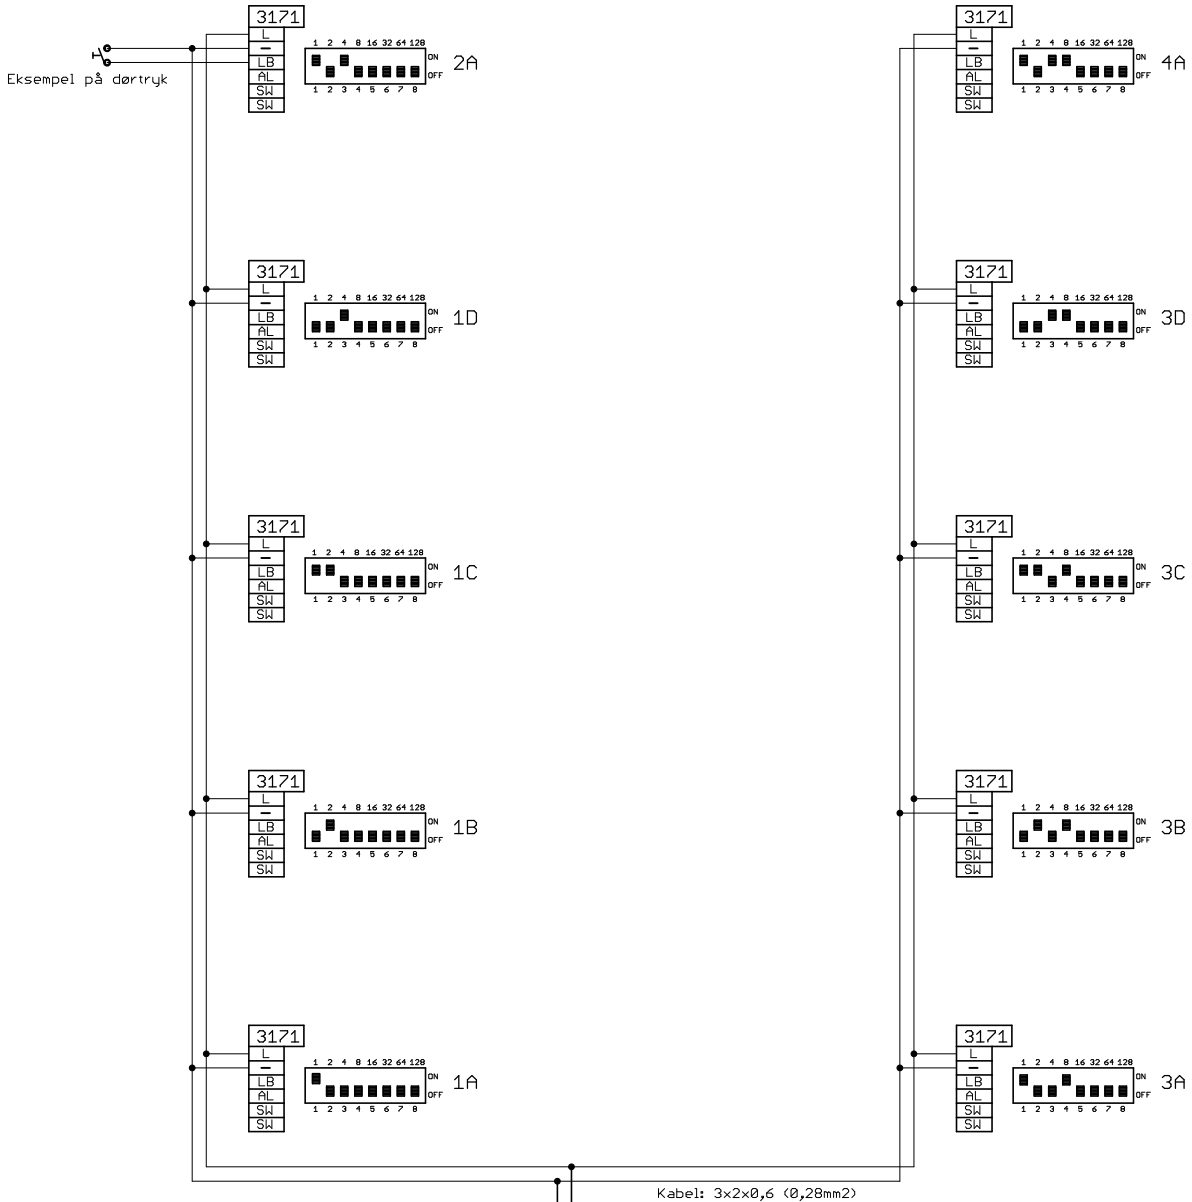 3171
L
–
LB
AL
SW
SW
1 2 4 8 16 32 64 128
ON
OFF
1 2 3 4 5 6 7 8
2A
Eksempel på dørtryk
3171
L
–
LB
AL
SW
SW
1 2 4 8 16 32 64 128
ON
OFF
1 2 3 4 5 6 7 8
4A
3171
L
–
LB
AL
SW
SW
1 2 4 8 16 32 64 128
ON
OFF
1 2 3 4 5 6 7 8
1D
3171
L
–
LB
AL
SW
SW
1 2 4 8 16 32 64 128
ON
OFF
1 2 3 4 5 6 7 8
3D
3171
L
–
LB
AL
SW
SW
1 2 4 8 16 32 64 128
ON
OFF
1 2 3 4 5 6 7 8
1C
3171
L
–
LB
AL
SW
SW
1 2 4 8 16 32 64 128
ON
OFF
1 2 3 4 5 6 7 8
3C
3171
L
–
LB
AL
SW
SW
1 2 4 8 16 32 64 128
ON
OFF
1 2 3 4 5 6 7 8
1B
3171
L
–
LB
AL
SW
SW
1 2 4 8 16 32 64 128
ON
OFF
1 2 3 4 5 6 7 8
3B
3171
L
–
LB
AL
SW
SW
1 2 4 8 16 32 64 128
ON
OFF
1 2 3 4 5 6 7 8
1A
3171
L
–
LB
AL
SW
SW
1 2 4 8 16 32 64 128
ON
OFF
1 2 3 4 5 6 7 8
3A
Kabel: 3x2x0,6 (0,28mm2)